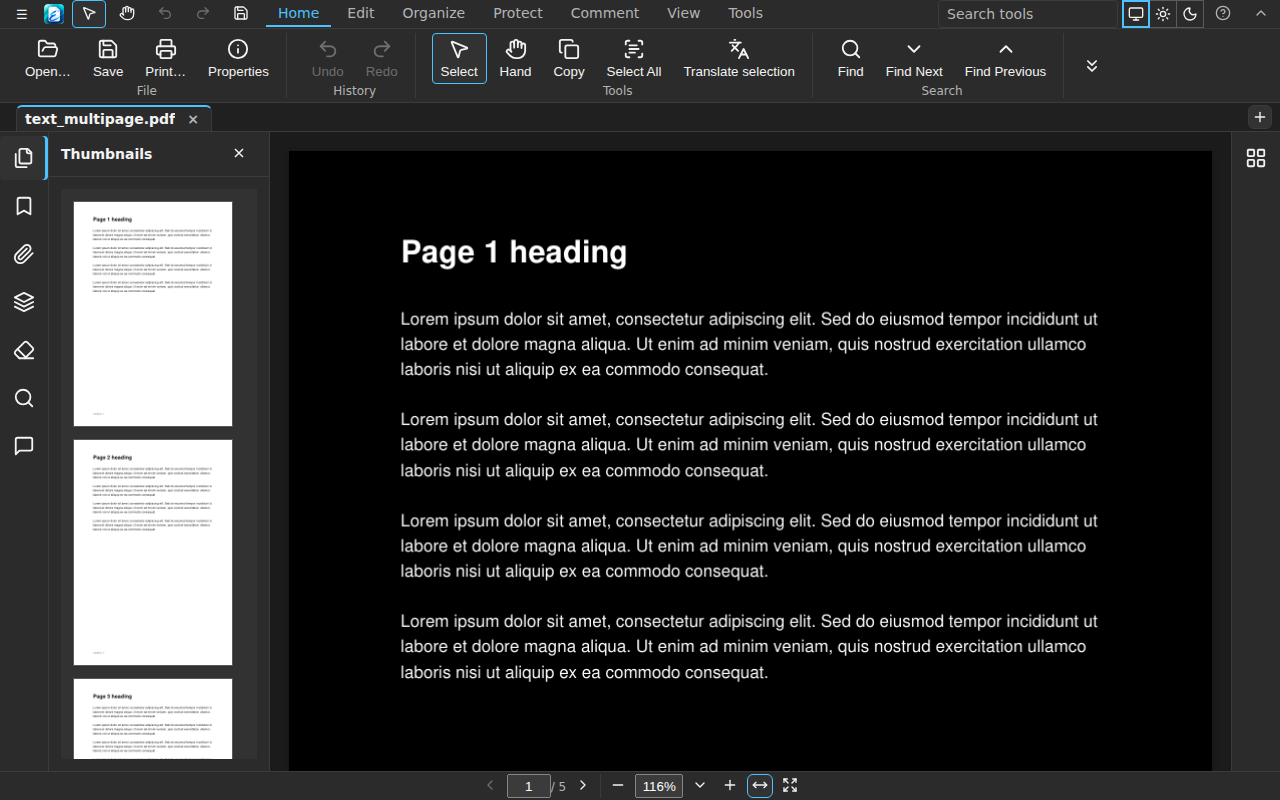 Home Edit Organize Protect Comment View Tools Search tools
Open… Save Print… Properties Undo Redo Select Hand Copy Select All Translate selection Find Find Next Find Previous
File History Tools Search
text_multipage.pdf
Thumbnails
Page 1 heading
Page 2 heading
Page 3 heading
Page 1 heading
Lorem ipsum dolor sit amet, consectetur adipiscing elit. Sed do eiusmod tempor incididunt ut
labore et dolore magna aliqua. Ut enim ad minim veniam, quis nostrud exercitation ullamco
laboris nisi ut aliquip ex ea commodo consequat.
Lorem ipsum dolor sit amet, consectetur adipiscing elit. Sed do eiusmod tempor incididunt ut
labore et dolore magna aliqua. Ut enim ad minim veniam, quis nostrud exercitation ullamco
laboris nisi ut aliquip ex ea commodo consequat.
Lorem ipsum dolor sit amet, consectetur adipiscing elit. Sed do eiusmod tempor incididunt ut
labore et dolore magna aliqua. Ut enim ad minim veniam, quis nostrud exercitation ullamco
laboris nisi ut aliquip ex ea commodo consequat.
Lorem ipsum dolor sit amet, consectetur adipiscing elit. Sed do eiusmod tempor incididunt ut
labore et dolore magna aliqua. Ut enim ad minim veniam, quis nostrud exercitation ullamco
laboris nisi ut aliquip ex ea commodo consequat.
1 / 5 116%